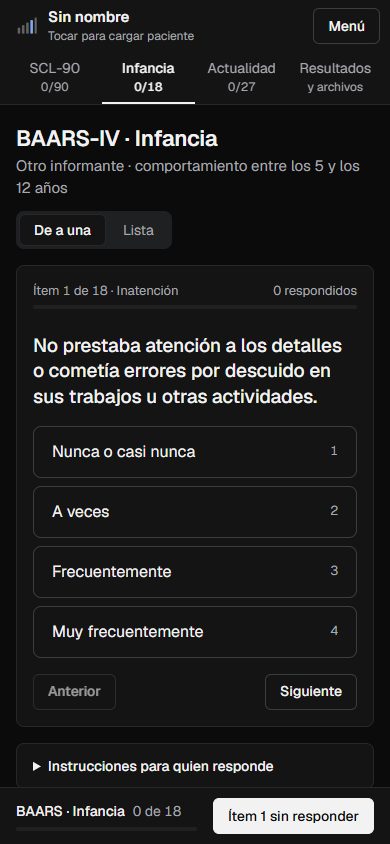 Sin nombre
Tocar para cargar paciente
Menú
SCL-90
0/90
Infancia
0/18
Actualidad
0/27
Resultados
y archivos
BAARS-IV · Infancia
Otro informante · comportamiento entre los 5 y los
12 años
De a una
Lista
Ítem 1 de 18 · Inatención
0 respondidos
No prestaba atención a los detalles
o cometía errores por descuido en
sus trabajos u otras actividades.
Nunca o casi nunca 1
A veces 2
Frecuentemente 3
Muy frecuentemente 4
Anterior
Siguiente
Instrucciones para quien responde
BAARS · Infancia 0 de 18
Ítem 1 sin responder